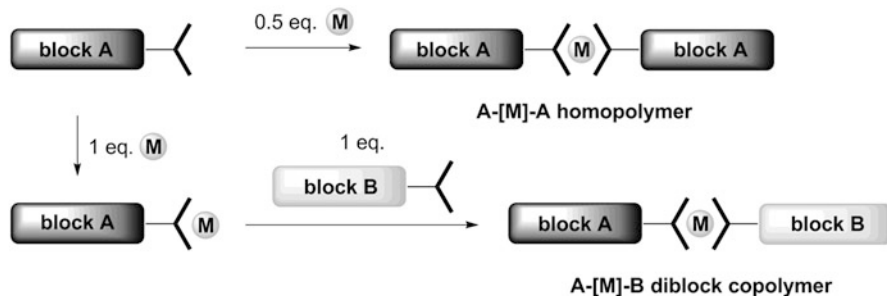 block A
0.5 eq. M
block A M block A
A-[M]-A homopolymer
1 eq. M
1 eq.
block B
block A M
block A M block B
A-[M]-B diblock copolymer